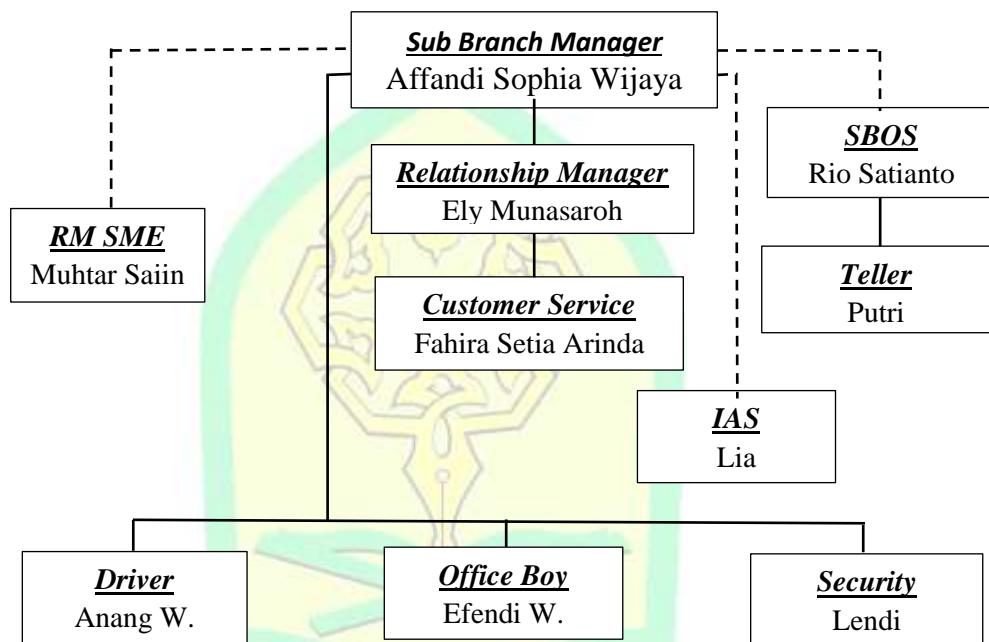 Sub Branch Manager
Affandi Sophia Wijaya
SBOS
Rio Satianto
Relationship Manager
Ely Munasaroh
RM SME
Muhtar Saiin
Teller
Putri
Customer Service
Fahira Setia Arinda
IAS
Lia
Driver
Anang W.
Office Boy
Efendi W.
Security
Lendi